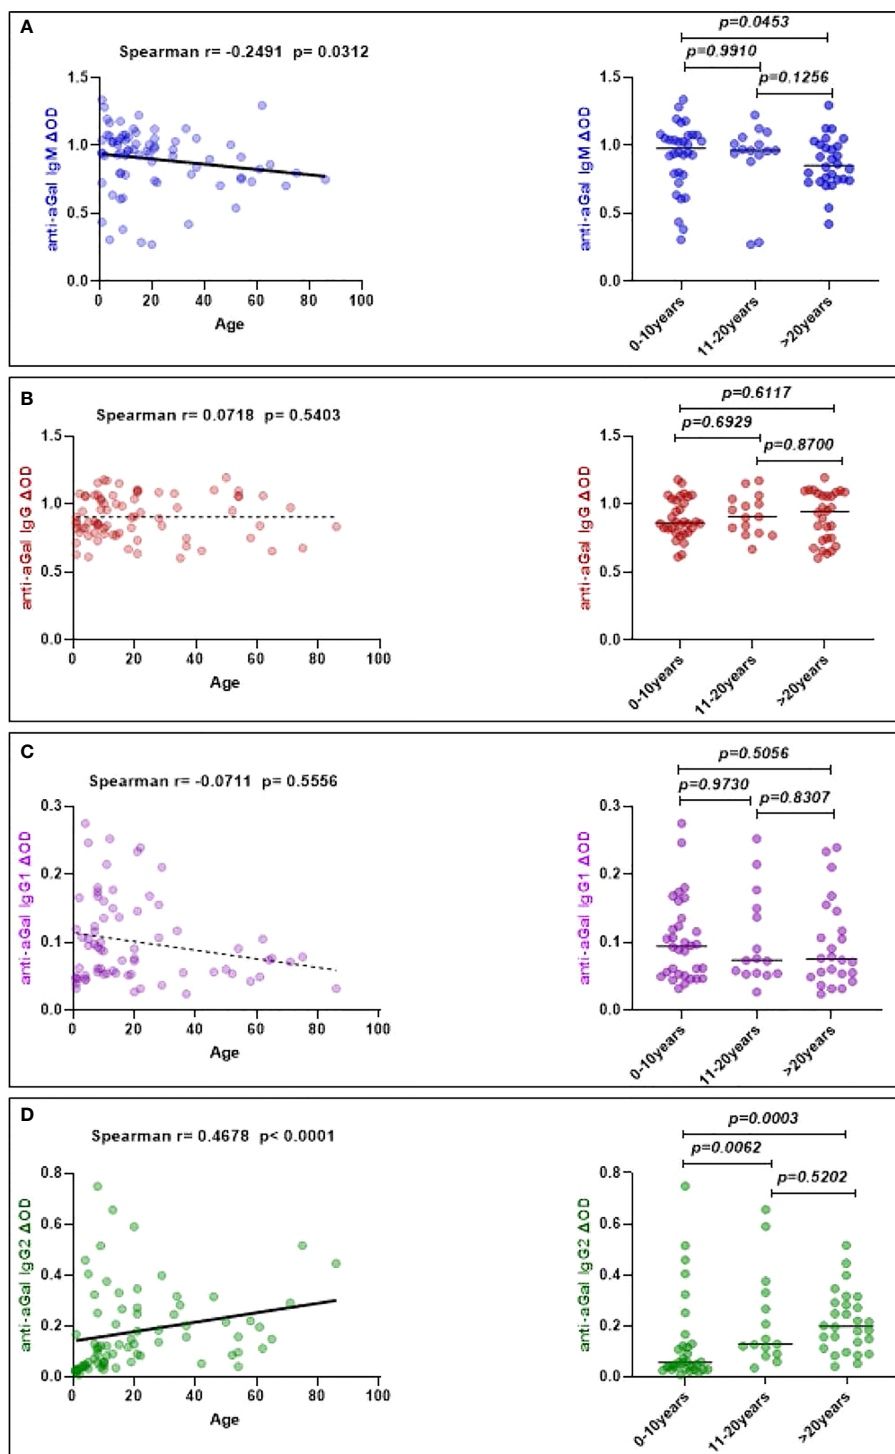 A
Spearman r= -0.2491 p= 0.0312
p=0.0453
p=0.9910
p=0.1256
anti-aGal IgM ΔOD
1.5
1.0
0.5
0.0
0 20 40 60 80 100
Age
anti-aGal IgM ΔOD
1.5
1.0
0.5
0.0
0-10years
11-20years
>20years
B
Spearman r= 0.0718 p= 0.5403
p=0.6117
p=0.6929
p=0.8700
anti-aGal IgG ΔOD
1.5
1.0
0.5
0.0
0 20 40 60 80 100
Age
anti-aGal IgG ΔOD
1.5
1.0
0.5
0.0
0-10years
11-20years
>20years
C
Spearman r= -0.0711 p= 0.5556
p=0.5056
p=0.9730
p=0.8307
anti-aGal IgG1 ΔOD
0.3
0.2
0.1
0.0
0 20 40 60 80 100
Age
anti-aGal IgG1 ΔOD
0.3
0.2
0.1
0.0
0-10years
11-20years
>20years
D
Spearman r= 0.4678 p< 0.0001
p=0.0003
p=0.0062
p=0.5202
anti-aGal IgG2 ΔOD
0.8
0.6
0.4
0.2
0.0
0 20 40 60 80 100
Age
anti-aGal IgG2 ΔOD
0.8
0.6
0.4
0.2
0.0
0-10years
11-20years
>20years